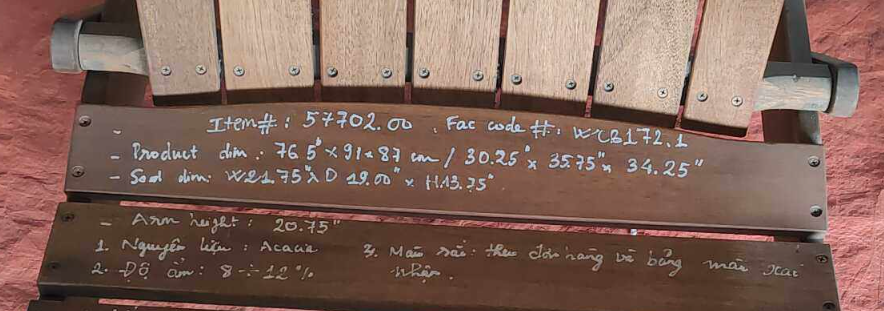 - Item#: 57702.00 . Fac code #: WCB172.1
- Product dim: 76.5 x 91 x 87 cm / 30.25" x 35.75" x 34.25"
- Seat dim: W21.75" x D 19.00" x H13.75"
- Arm height: 20.75"
1. Nguyên liệu: Acacia
2. Độ ẩm: 8 ÷ 12%
3. Màu sắc: theo đơn hàng và bảng màu xác nhận.